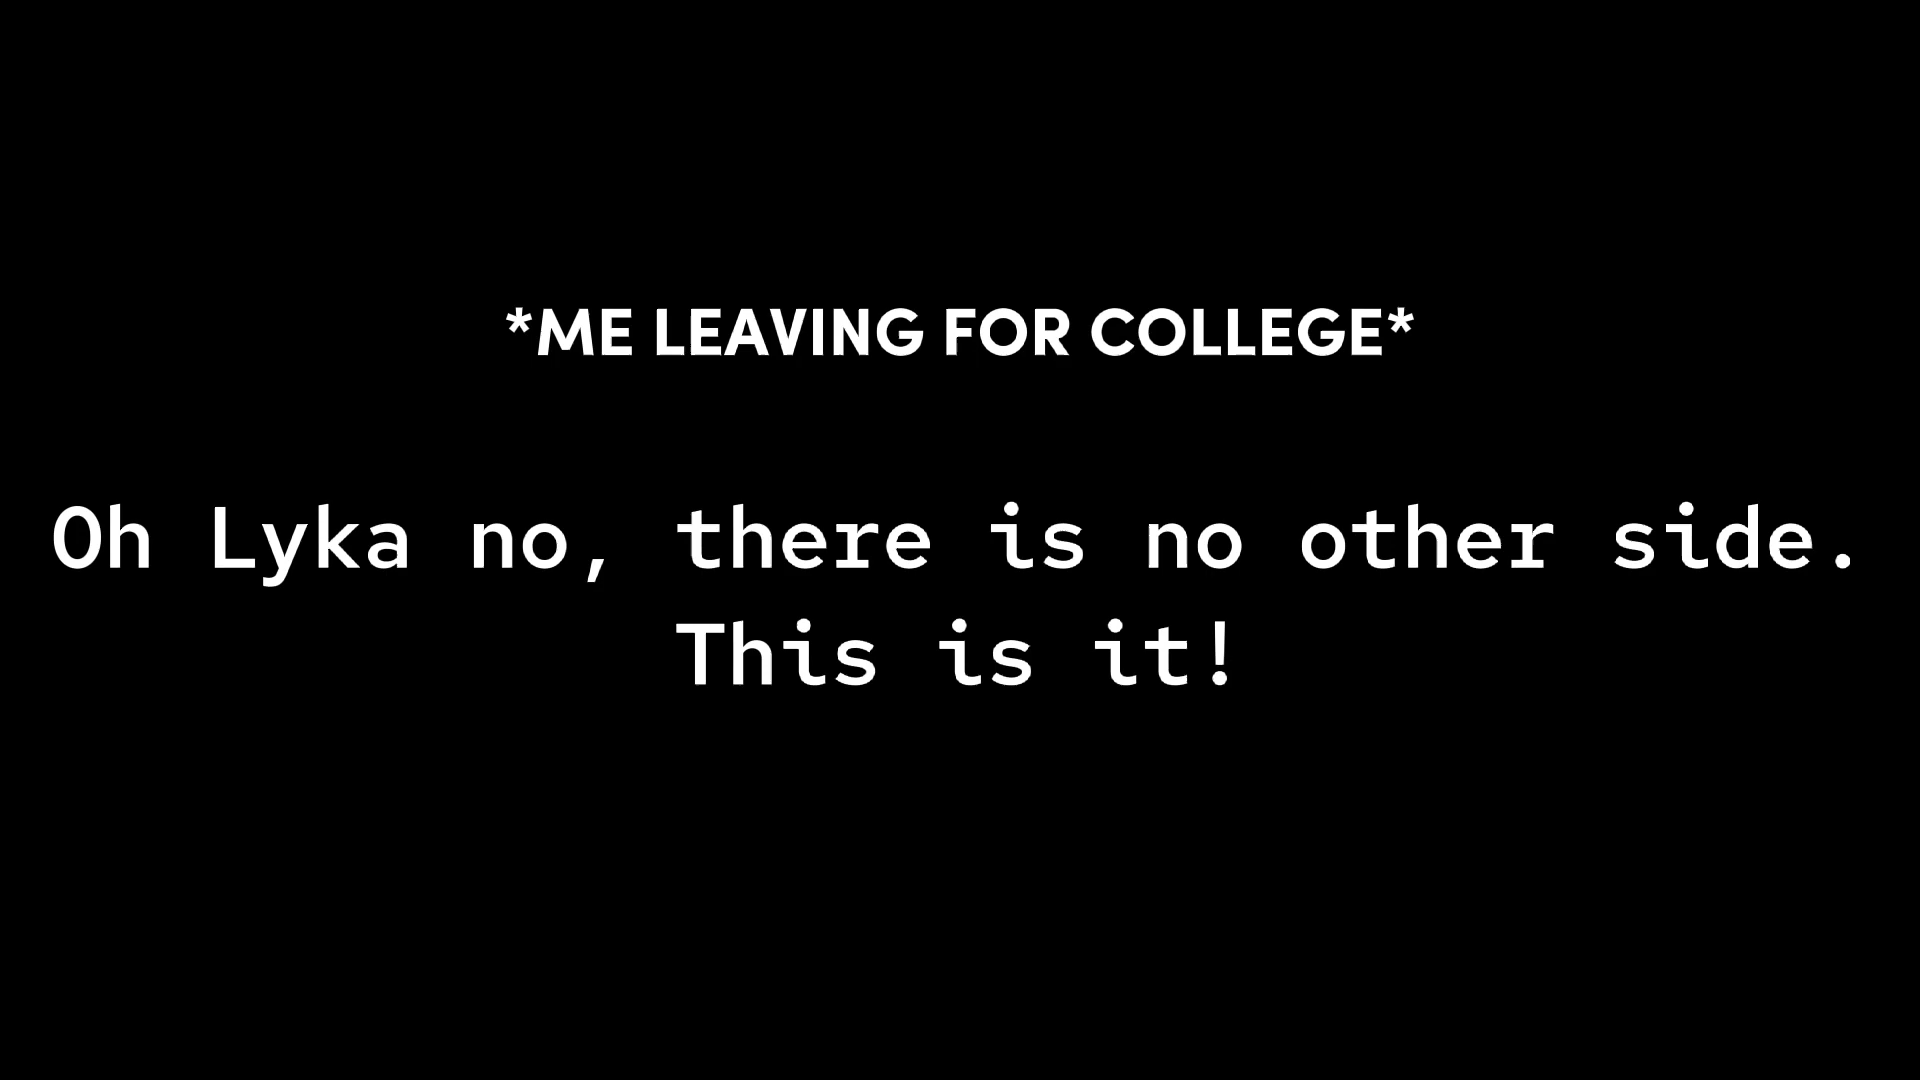 *ME LEAVING FOR COLLEGE*
Oh Lyka no, there is no other side.
This is it!